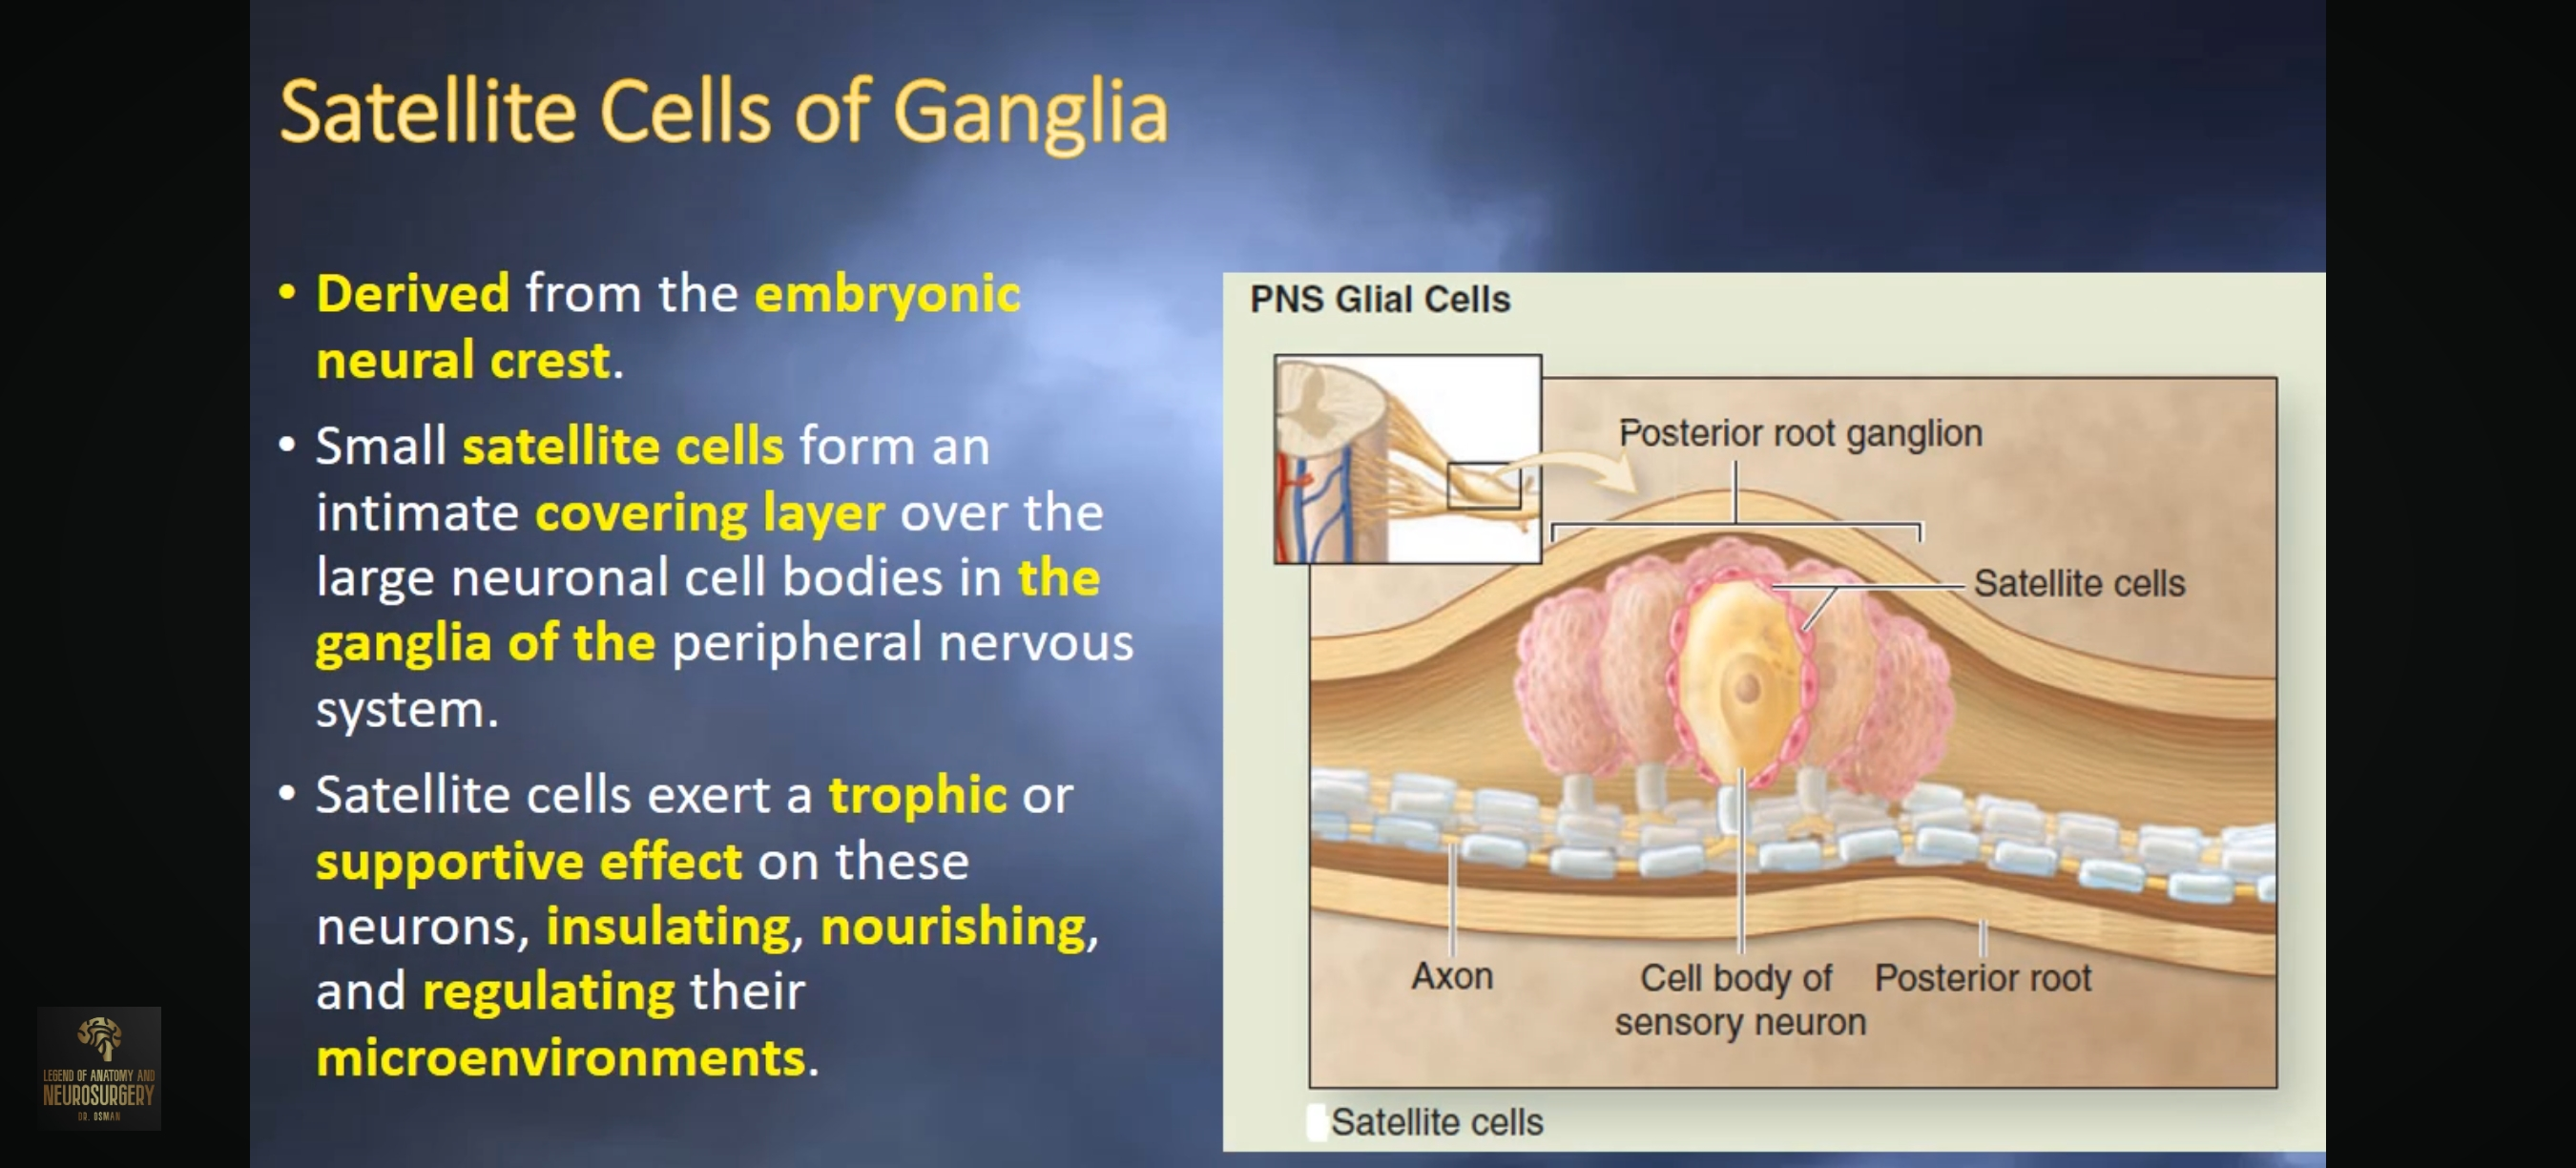 Satellite Cells of Ganglia
• Derived from the embryonic
neural crest.
• Small satellite cells form an
intimate covering layer over the
large neuronal cell bodies in the
ganglia of the peripheral nervous
system.
• Satellite cells exert a trophic or
supportive effect on these
neurons, insulating, nourishing,
and regulating their
microenvironments.
PNS Glial Cells
Posterior root ganglion
Satellite cells
Axon
Cell body of
sensory neuron
Posterior root
Satellite cells
LEGEND OF ANATOMY AND
NEUROSURGERY
DR. OSMAN